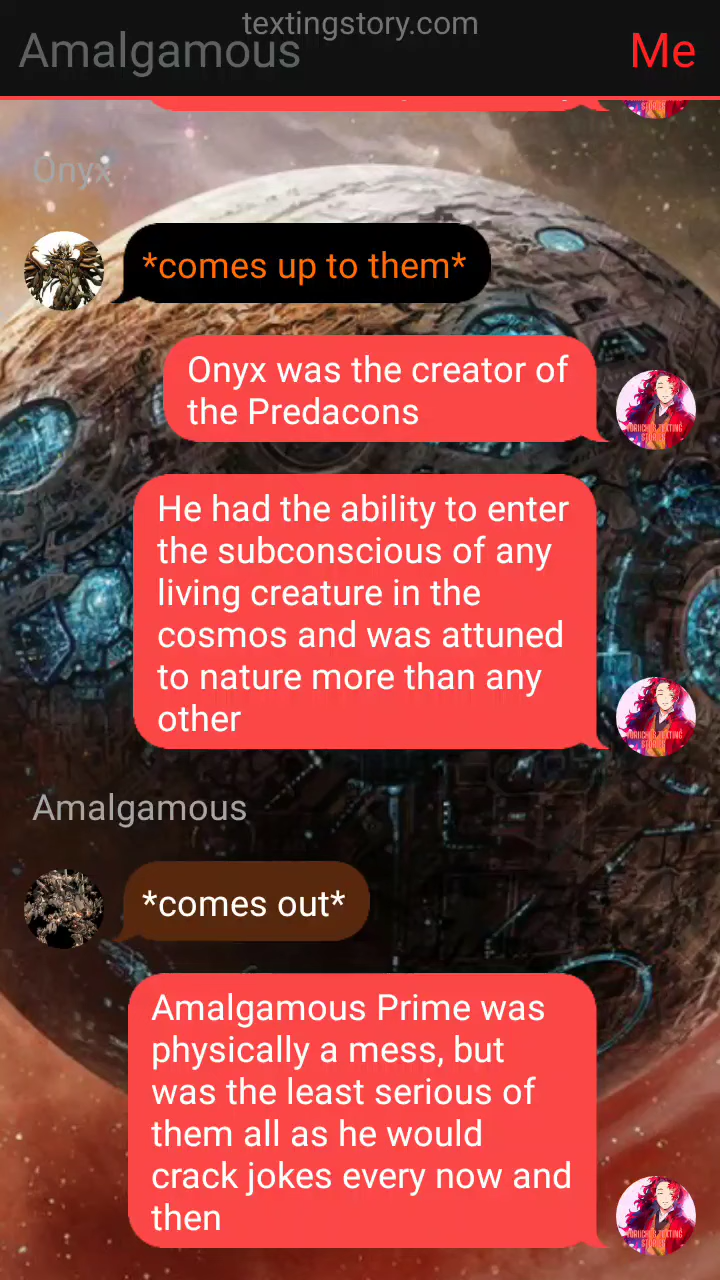 textingstory.com
Amalgamous
Me
Onyx
*comes up to them*
Onyx was the creator of
the Predacons
He had the ability to enter
the subconscious of any
living creature in the
cosmos and was attuned
to nature more than any
other
Amalgamous
*comes out*
Amalgamous Prime was
physically a mess, but
was the least serious of
them all as he would
crack jokes every now and
then